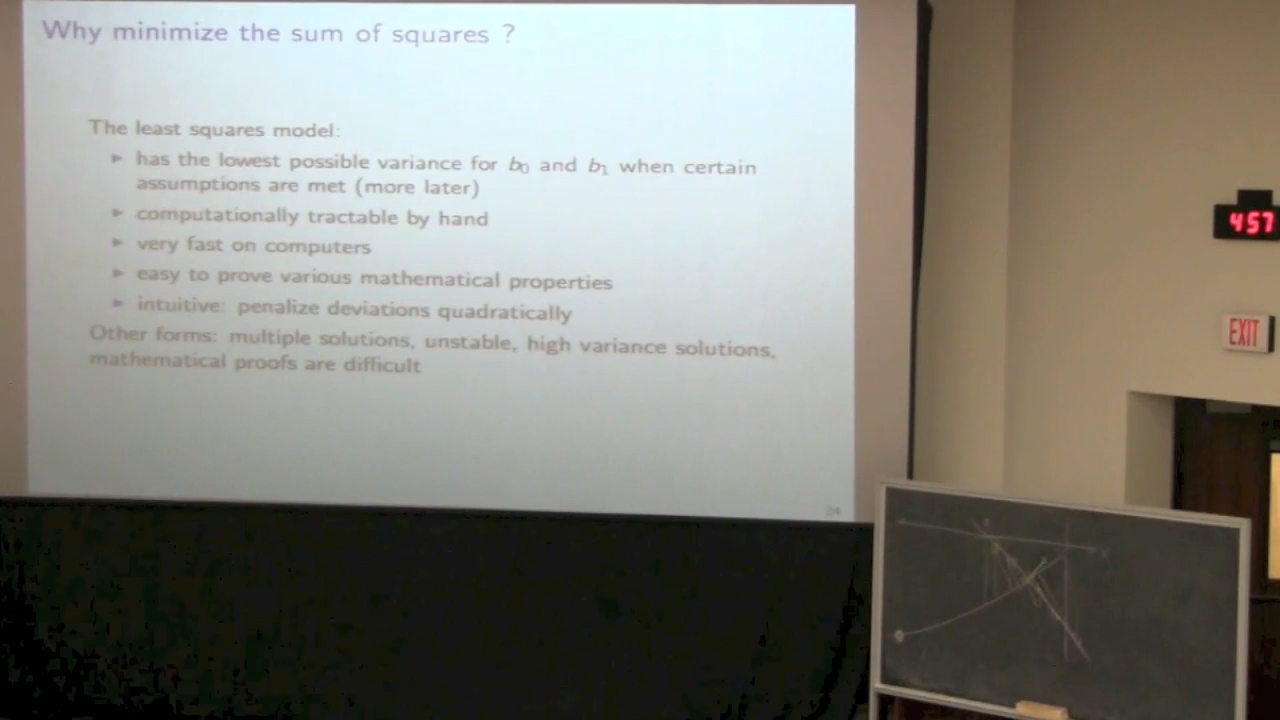 Why minimize the sum of squares ?
The least squares model:
▶ has the lowest possible variance for b0 and b1 when certain
assumptions are met (more later)
▶ computationally tractable by hand
▶ very fast on computers
▶ easy to prove various mathematical properties
▶ intuitive: penalize deviations quadratically
Other forms: multiple solutions, unstable, high variance solutions,
mathematical proofs are difficult
24
457
EXIT